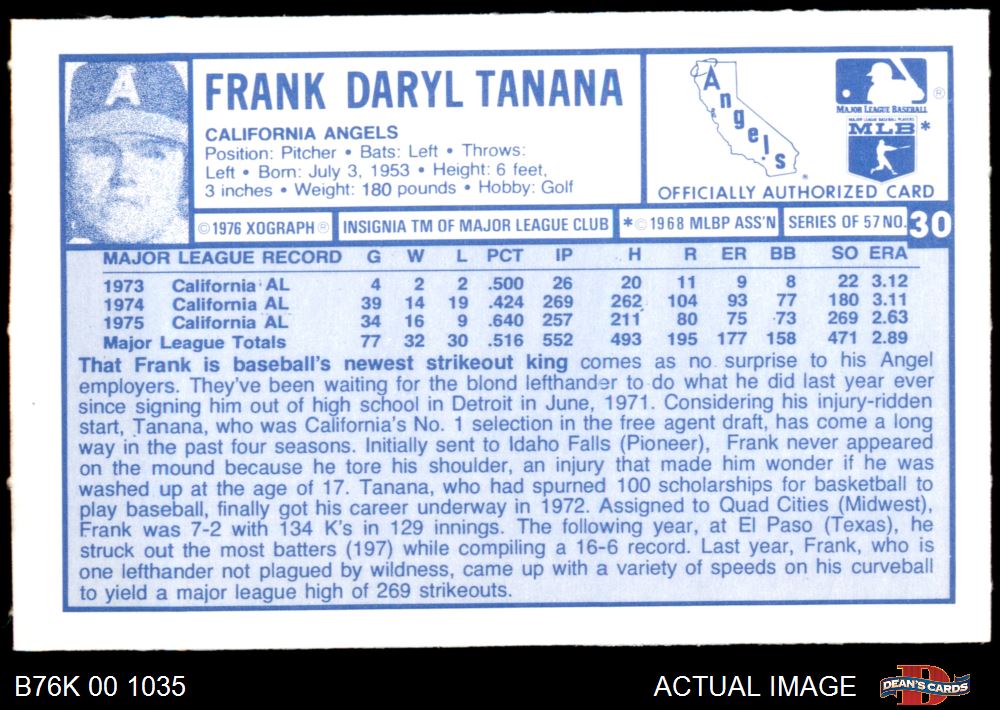 A
FRANK DARYL TANANA
CALIFORNIA ANGELS
Position: Pitcher • Bats: Left • Throws:
Left • Born: July 3, 1953 • Height: 6 feet,
3 inches • Weight: 180 pounds • Hobby: Golf
Angels
®
MAJOR LEAGUE BASEBALL ®
MAJOR LEAGUE BASEBALL PLAYERS
MLB *
OFFICIALLY AUTHORIZED CARD
© 1976 XOGRAPH ®
INSIGNIA TM OF MAJOR LEAGUE CLUB
* © 1968 MLBP ASS'N
SERIES OF 57 NO. 30
MAJOR LEAGUE RECORD G W L PCT IP H R ER BB SO ERA
1973 California AL 4 2 2 .500 26 20 11 9 8 22 3.12
1974 California AL 39 14 19 .424 269 262 104 93 77 180 3.11
1975 California AL 34 16 9 .640 257 211 80 75 73 269 2.63
Major League Totals 77 32 30 .516 552 493 195 177 158 471 2.89
That Frank is baseball's newest strikeout king comes as no surprise to his Angel
employers. They've been waiting for the blond lefthander to do what he did last year ever
since signing him out of high school in Detroit in June, 1971. Considering his injury-ridden
start, Tanana, who was California's No. 1 selection in the free agent draft, has come a long
way in the past four seasons. Initially sent to Idaho Falls (Pioneer), Frank never appeared
on the mound because he tore his shoulder, an injury that made him wonder if he was
washed up at the age of 17. Tanana, who had spurned 100 scholarships for basketball to
play baseball, finally got his career underway in 1972. Assigned to Quad Cities (Midwest),
Frank was 7-2 with 134 K's in 129 innings. The following year, at El Paso (Texas), he
struck out the most batters (197) while compiling a 16-6 record. Last year, Frank, who is
one lefthander not plagued by wildness, came up with a variety of speeds on his curveball
to yield a major league high of 269 strikeouts.
B76K 00 1035
ACTUAL IMAGE
D
DEAN'S CARDS